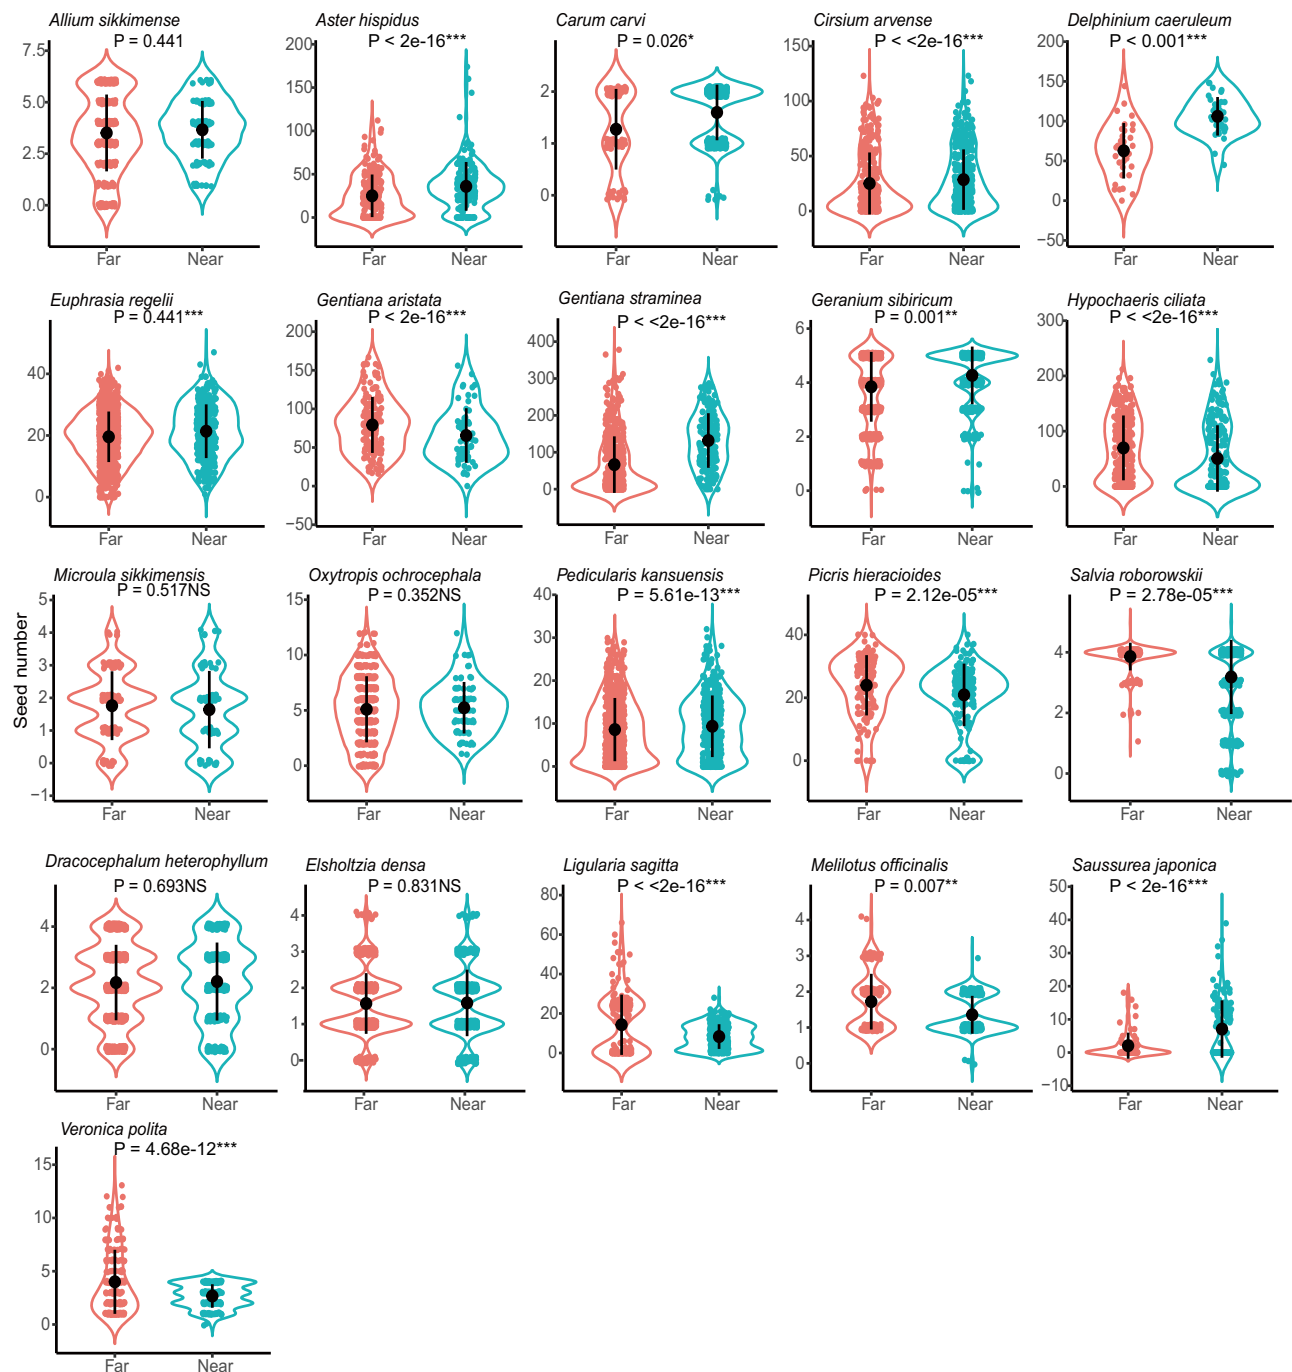 Allium sikkimense
P = 0.441
7.5
5.0
2.5
0.0
Far
Near
Aster hispidus
P < 2e-16***
200
150
100
50
0
Far
Near
Carum carvi
P = 0.026*
2
1
0
Far
Near
Cirsium arvense
P < <2e-16***
150
100
50
0
Far
Near
Delphinium caeruleum
P < 0.001***
200
150
100
50
0
−50
Far
Near
Euphrasia regelii
P = 0.441***
40
20
0
Far
Near
Gentiana aristata
P < 2e-16***
200
150
100
50
0
−50
Far
Near
Gentiana straminea
P < <2e-16***
400
300
200
100
0
Far
Near
Geranium sibiricum
P = 0.001**
6
4
2
0
Far
Near
Hypochaeris ciliata
P < <2e-16***
300
200
100
0
Far
Near
Seed number
Microula sikkimensis
P = 0.517NS
5
4
3
2
1
0
−1
Far
Near
Oxytropis ochrocephala
P = 0.352NS
15
10
5
0
Far
Near
Pedicularis kansuensis
P = 5.61e-13***
40
30
20
10
0
Far
Near
Picris hieracioides
P = 2.12e-05***
40
20
0
Far
Near
Salvia roborowskii
P = 2.78e-05***
4
2
0
Far
Near
Dracocephalum heterophyllum
P = 0.693NS
4
2
0
Far
Near
Elsholtzia densa
P = 0.831NS
4
3
2
1
0
Far
Near
Ligularia sagitta
P < <2e-16***
80
60
40
20
0
Far
Near
Melilotus officinalis
P = 0.007**
4
3
2
1
0
Far
Near
Saussurea japonica
P < 2e-16***
50
40
30
20
10
0
−10
Far
Near
Veronica polita
P = 4.68e-12***
15
10
5
0
Far
Near